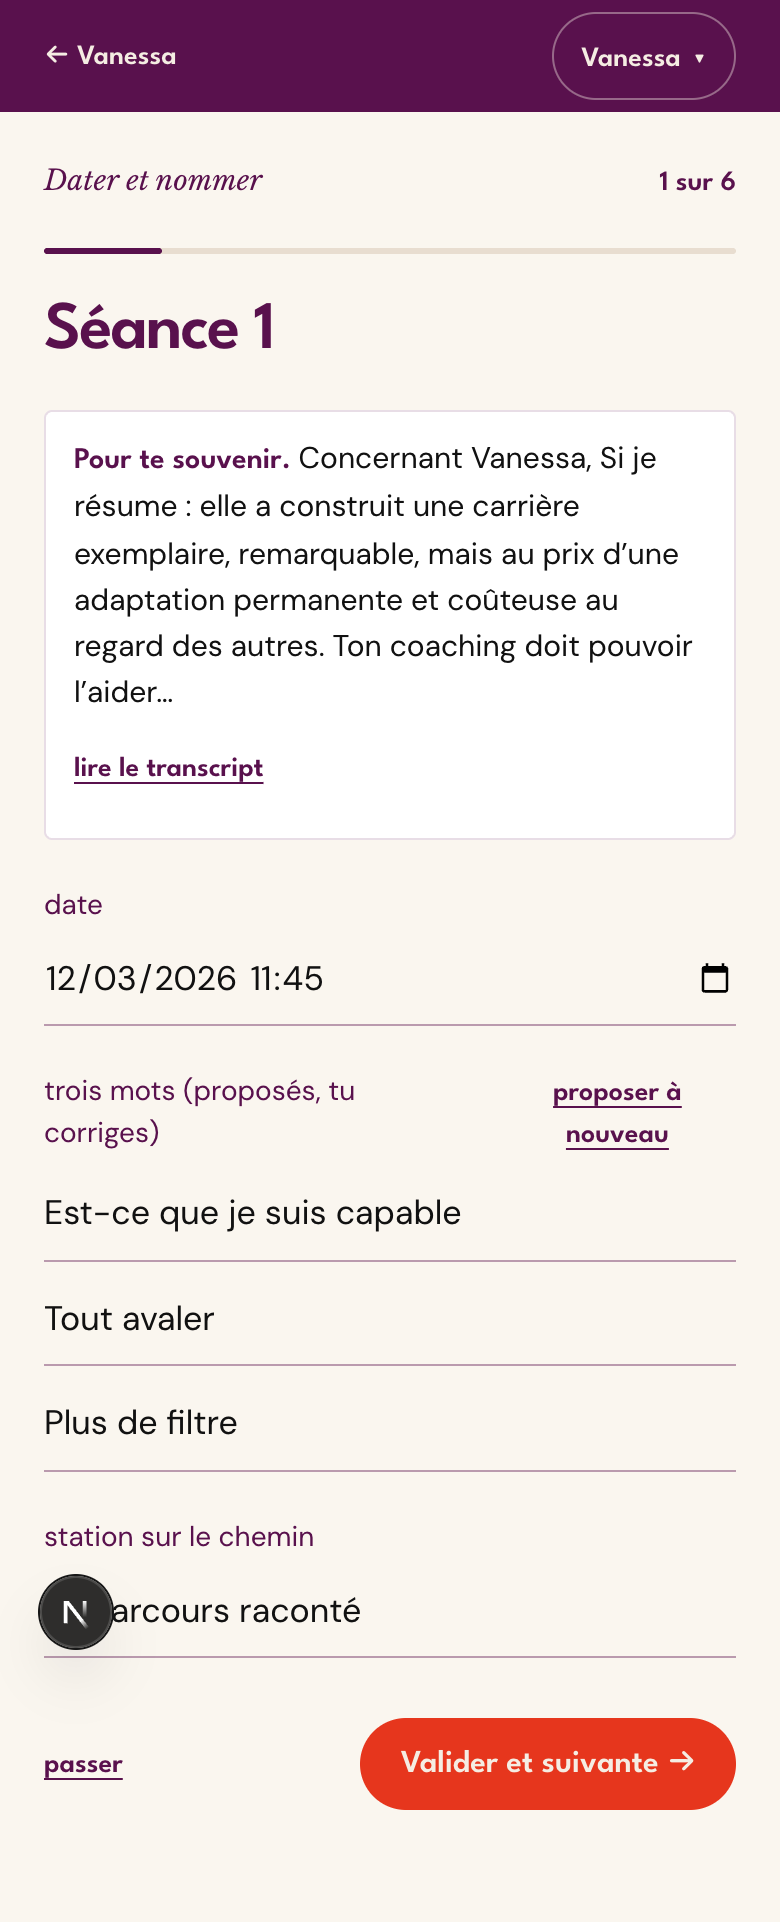 ← Vanessa
Vanessa ▼
Dater et nommer
1 sur 6
Séance 1
Pour te souvenir. Concernant Vanessa, Si je
résume : elle a construit une carrière
exemplaire, remarquable, mais au prix d’une
adaptation permanente et coûteuse au
regard des autres. Ton coaching doit pouvoir
l’aider…
lire le transcript
date
12/03/2026 11:45
trois mots (proposés, tu
corriges)
proposer à
nouveau
Est-ce que je suis capable
Tout avaler
Plus de filtre
station sur le chemin
N
arcours raconté
passer
Valider et suivante →